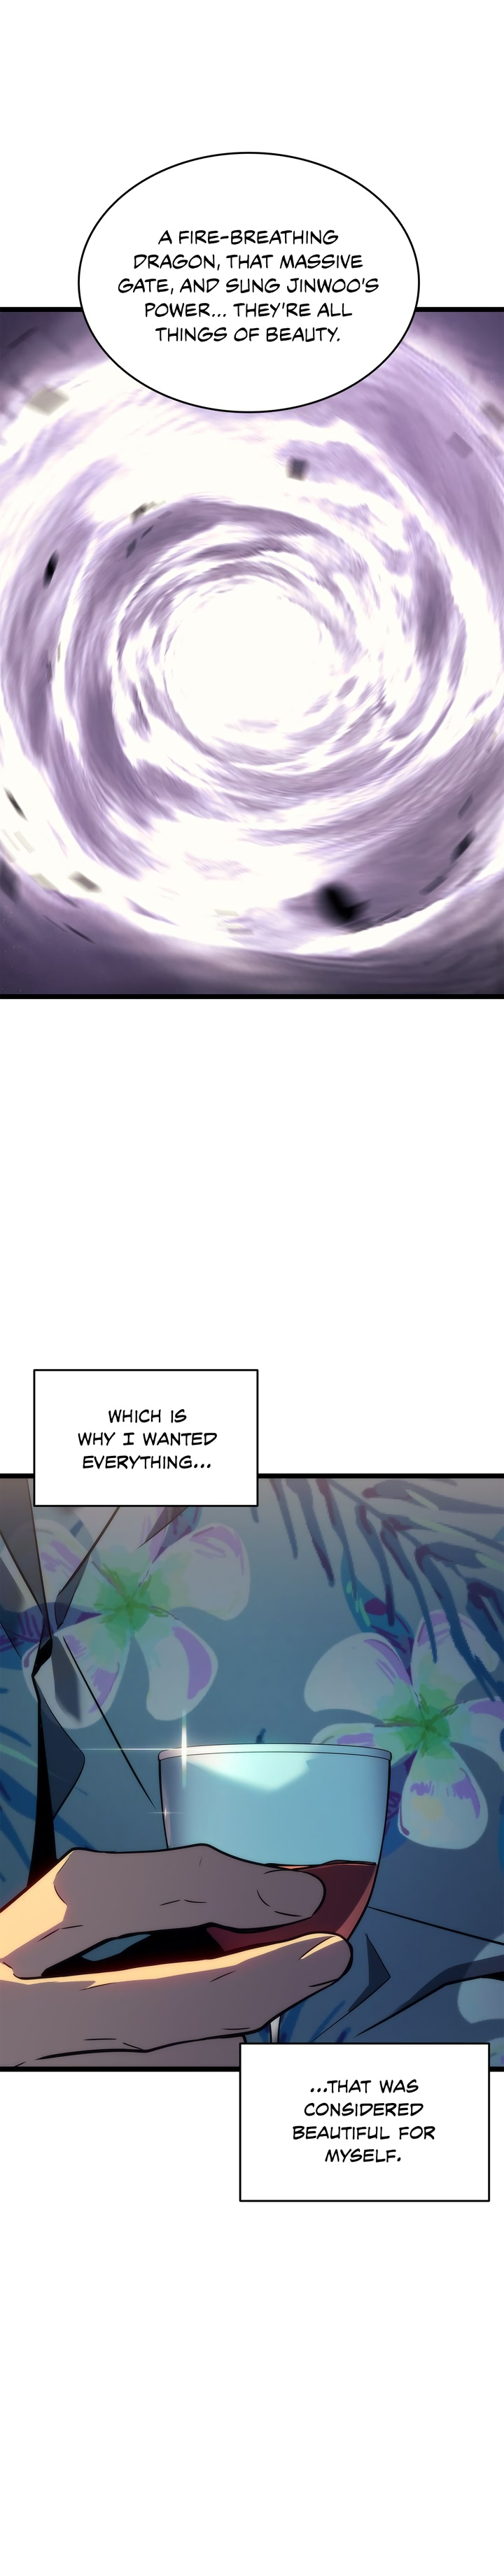 A FIRE-BREATHING
DRAGON, THAT MASSIVE
GATE, AND SUNG JINWOO'S
POWER... THEY'RE ALL
THINGS OF BEAUTY.
WHICH IS
WHY I WANTED
EVERYTHING...
...THAT WAS
CONSIDERED
BEAUTIFUL FOR
MYSELF.